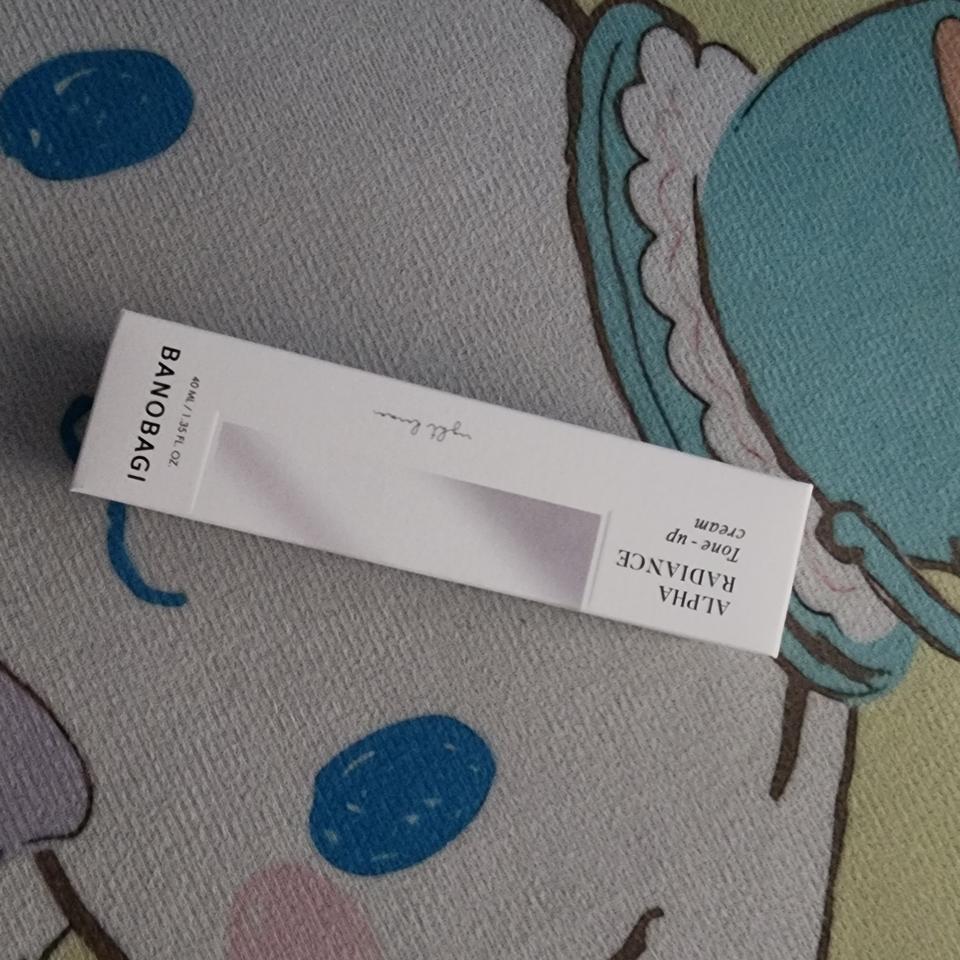 ALPHA
RADIANCE
Tone-up
cream
40 ML / 1.35 FL. OZ.
BANOBAGI